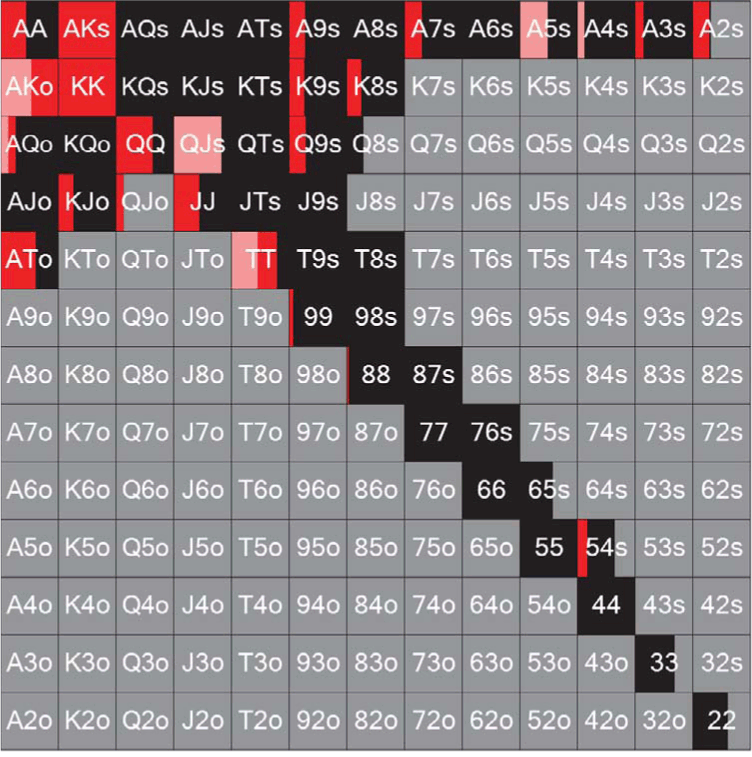 AA AKs AQs AJs ATs A9s A8s A7s A6s A5s A4s A3s A2s
AKo KK KQs KJs KTs K9s K8s K7s K6s K5s K4s K3s K2s
AQo KQo QQ QJs QTs Q9s Q8s Q7s Q6s Q5s Q4s Q3s Q2s
AJo KJo QJo JJ JTs J9s J8s J7s J6s J5s J4s J3s J2s
ATo KTo QTo JTo TT T9s T8s T7s T6s T5s T4s T3s T2s
A9o K9o Q9o J9o T9o 99 98s 97s 96s 95s 94s 93s 92s
A8o K8o Q8o J8o T8o 98o 88 87s 86s 85s 84s 83s 82s
A7o K7o Q7o J7o T7o 97o 87o 77 76s 75s 74s 73s 72s
A6o K6o Q6o J6o T6o 96o 86o 76o 66 65s 64s 63s 62s
A5o K5o Q5o J5o T5o 95o 85o 75o 65o 55 54s 53s 52s
A4o K4o Q4o J4o T4o 94o 84o 74o 64o 54o 44 43s 42s
A3o K3o Q3o J3o T3o 93o 83o 73o 63o 53o 43o 33 32s
A2o K2o Q2o J2o T2o 92o 82o 72o 62o 52o 42o 32o 22